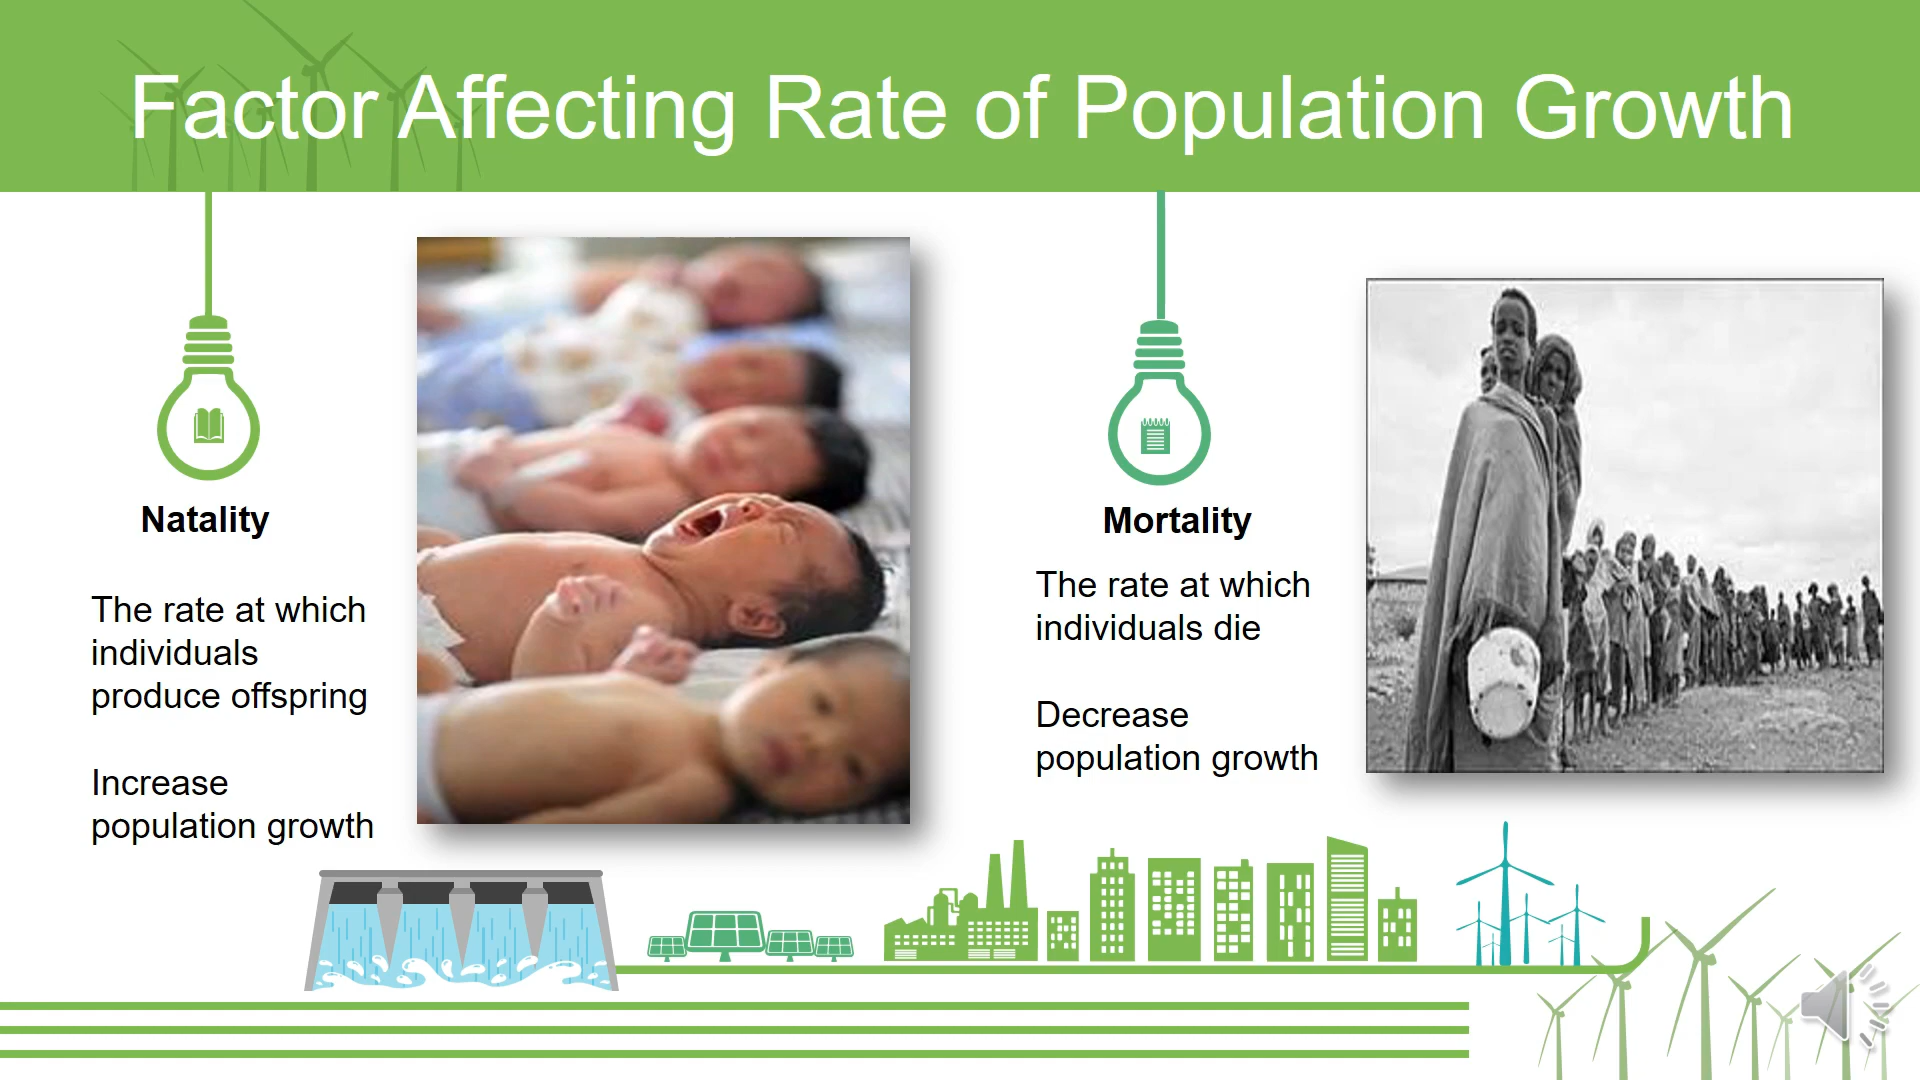 Factor Affecting Rate of Population Growth
Natality
The rate at which
individuals
produce offspring
Increase
population growth
Mortality
The rate at which
individuals die
Decrease
population growth